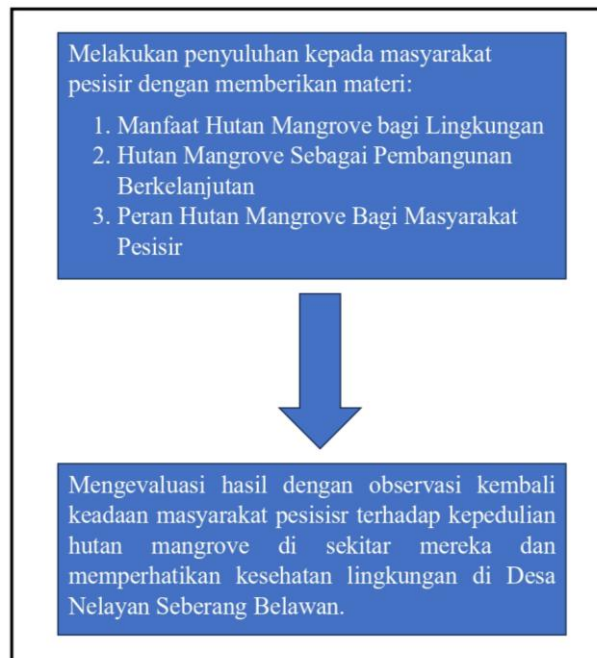 Melakukan penyuluhan kepada masyarakat
pesisir dengan memberikan materi:
1. Manfaat Hutan Mangrove bagi Lingkungan
2. Hutan Mangrove Sebagai Pembangunan
Berkelanjutan
3. Peran Hutan Mangrove Bagi Masyarakat
Pesisir
Mengevaluasi hasil dengan observasi kembali
keadaan masyarakat pesisisr terhadap kepedulian
hutan mangrove di sekitar mereka dan
memperhatikan kesehatan lingkungan di Desa
Nelayan Seberang Belawan.